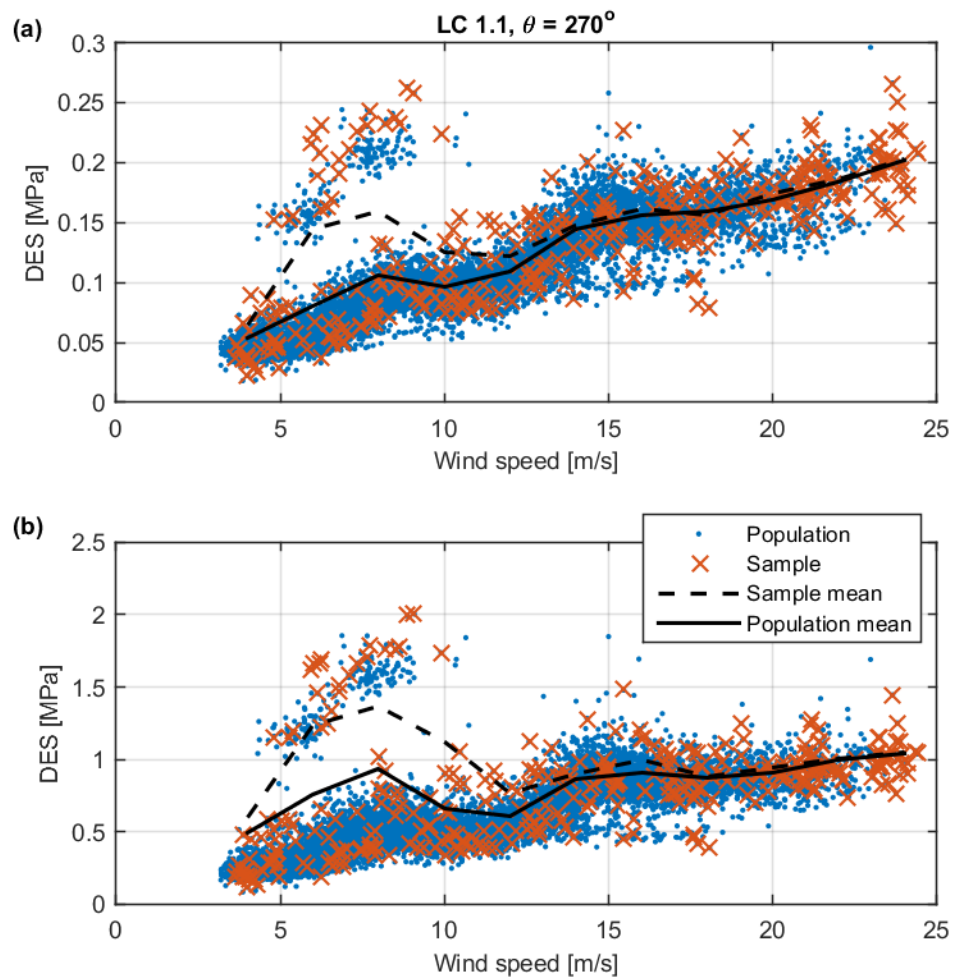 (a)
LC 1.1, θ = 270°
0.3
0.25
0.2
0.15
0.1
0.05
0
DES [MPa]
0 5 10 15 20 25
Wind speed [m/s]
(b)
2.5
2
1.5
1
0.5
0
DES [MPa]
Population
Sample
Sample mean
Population mean
0 5 10 15 20 25
Wind speed [m/s]